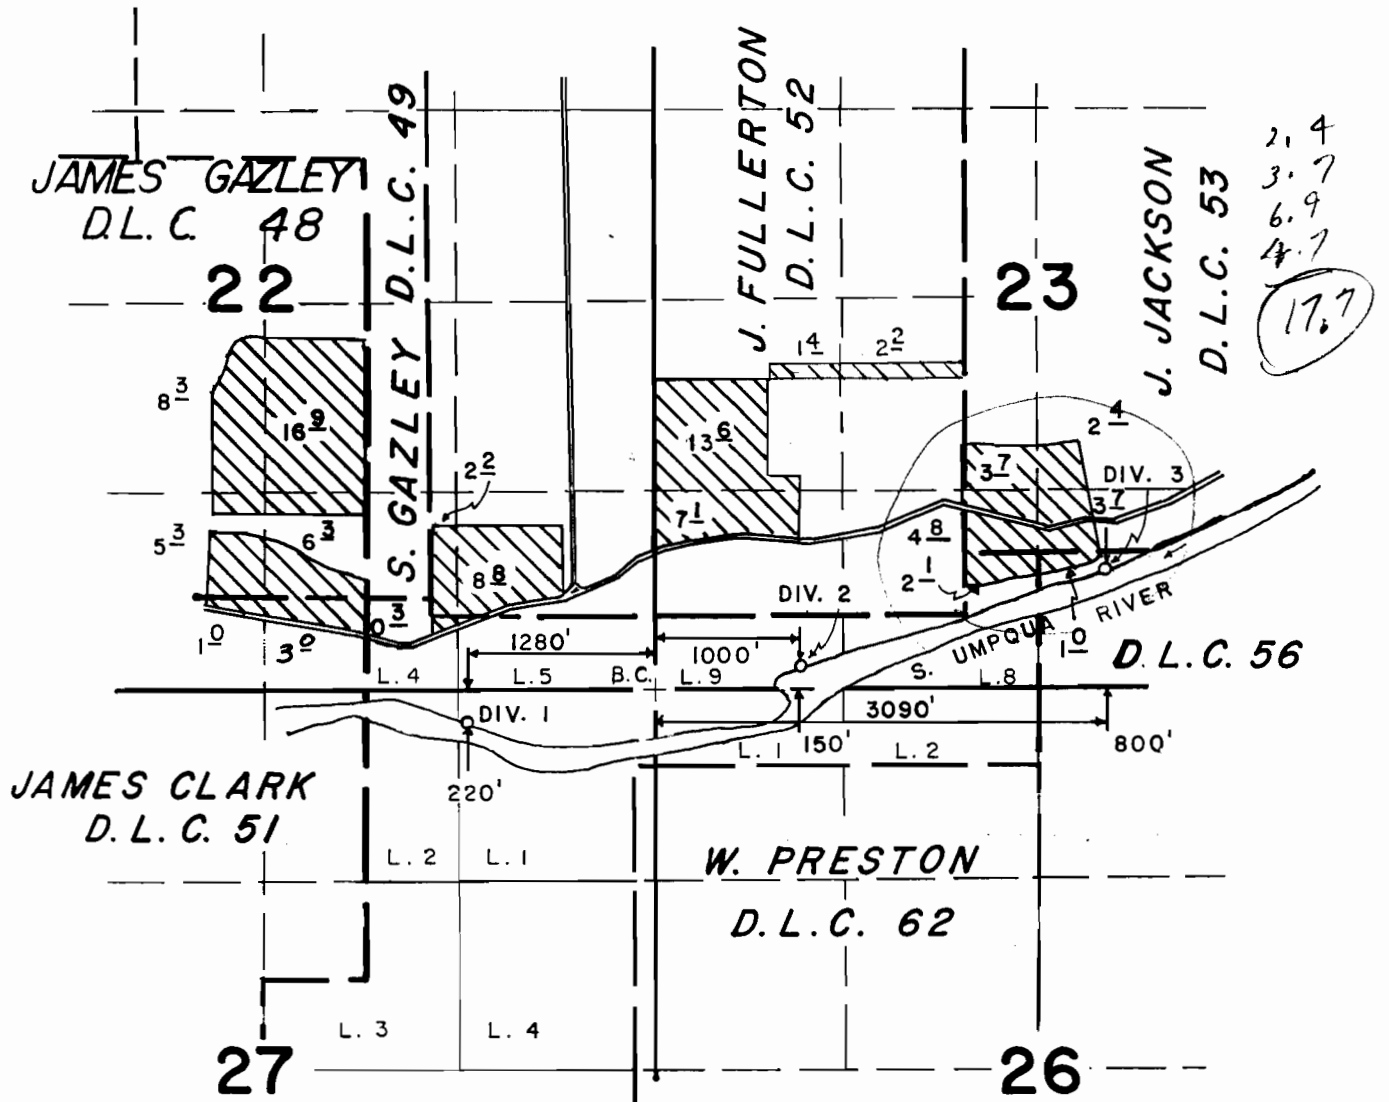 JAMES GAZLEY
D.L.C. 48
S. GAZLEY D.L.C. 49
J. FULLERTON
D.L.C. 52
J. JACKSON
D.L.C. 53
2.4
3.7
6.9
4.7
17.7
22
23
8 3
16 9
5 3
6 3
1 0
3 0
0 3
2 2
8 8
1 4
2 2
13 6
7 1
2 4
3 7
DIV. 3
3 7
4 8
2 1
1 0
DIV. 2
1280'
1000'
S. UMPQUA RIVER
D.L.C. 56
L. 4
L. 5
B.C.
L. 9
L. 8
DIV. 1
3090'
150'
800'
220'
L. 1
L. 2
JAMES CLARK
D.L.C. 51
L. 2
L. 1
W. PRESTON
D.L.C. 62
L. 3
L. 4
27
26